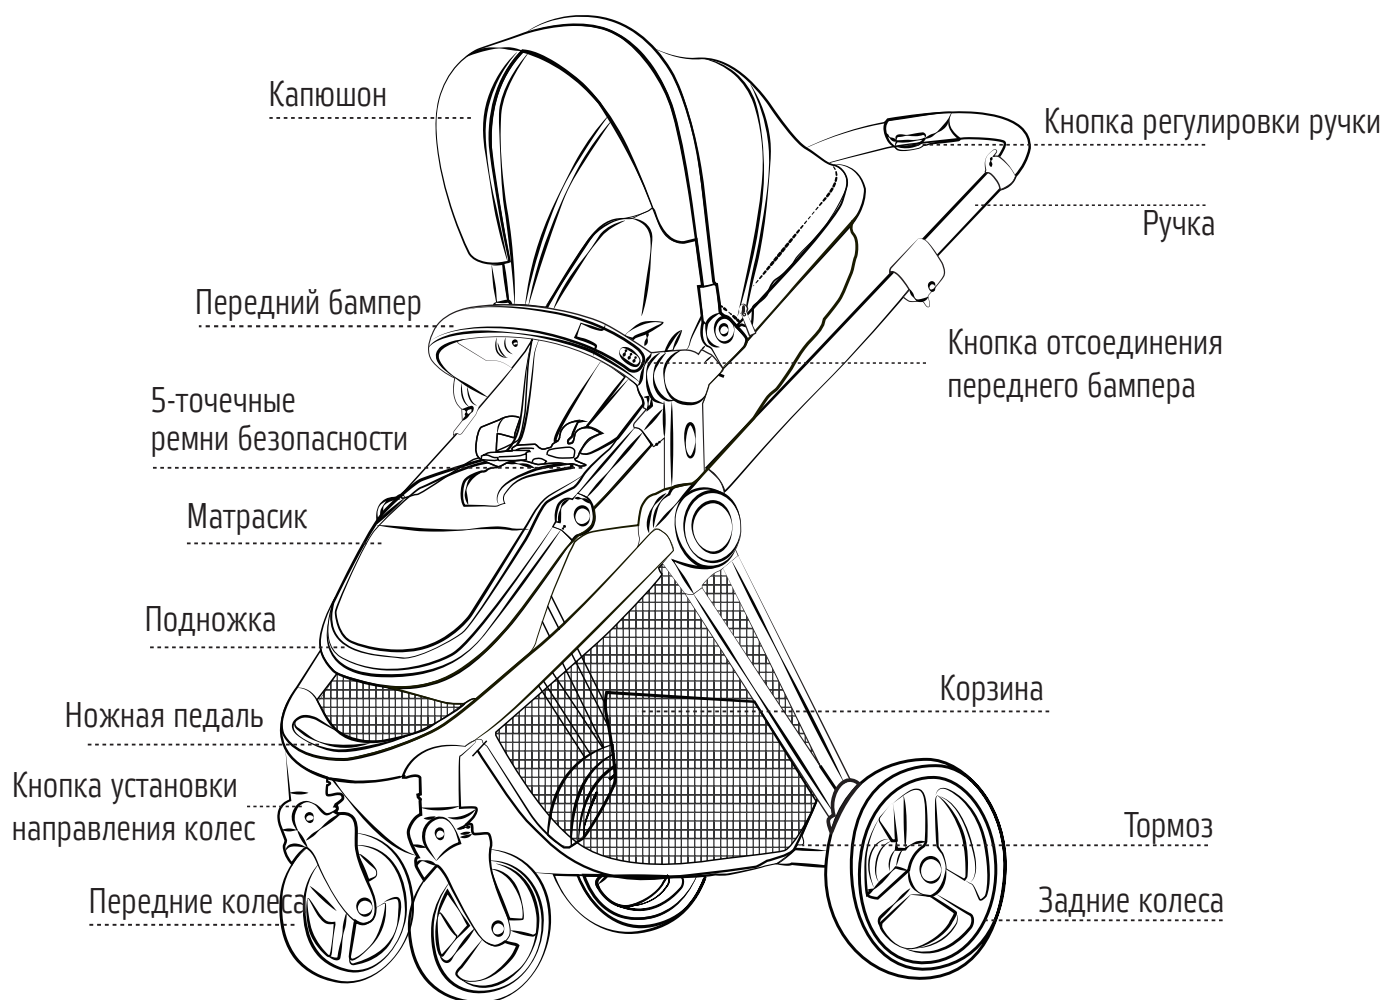 Капюшон
Кнопка регулировки ручки
Ручка
Передний бампер
Кнопка отсоединения
переднего бампера
5-точечные
ремни безопасности
Матрасик
Подножка
Корзина
Ножная педаль
Кнопка установки
направления колес
Тормоз
Передние колеса
Задние колеса